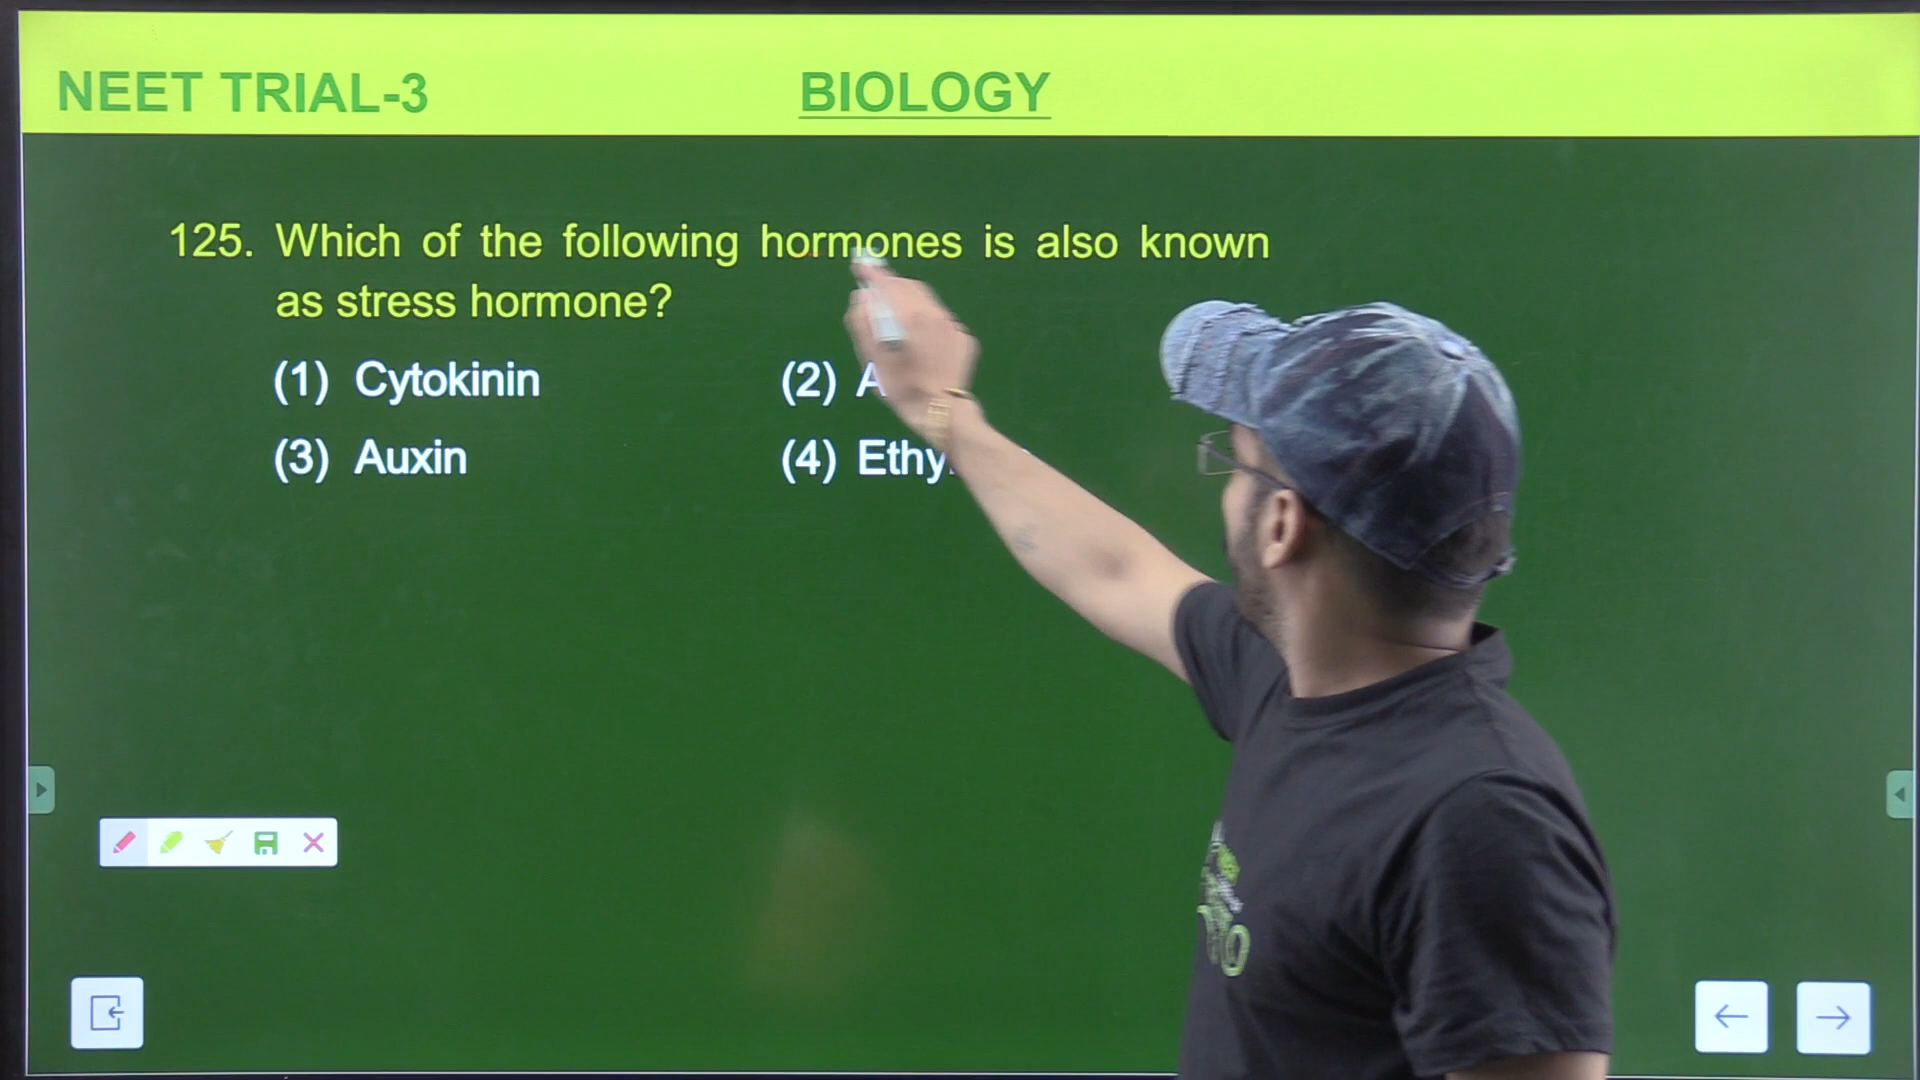 NEET TRIAL-3 BIOLOGY
125. Which of the following hormones is also known
as stress hormone?
(1) Cytokinin (2)
(3) Auxin (4)